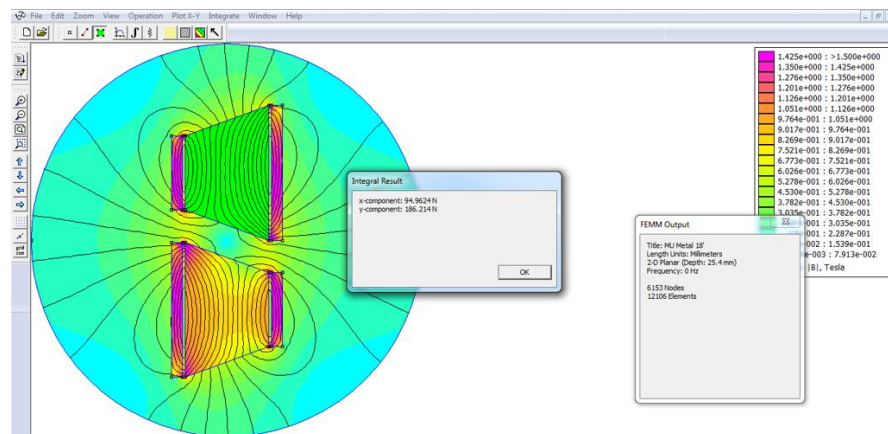 File Edit Zoom View Operation Plot X-Y Integrate Window Help
1.425e+000 : >1.500e+000
1.350e+000 : 1.425e+000
1.276e+000 : 1.350e+000
1.201e+000 : 1.276e+000
1.126e+000 : 1.201e+000
1.051e+000 : 1.126e+000
9.764e-001 : 1.051e+000
9.017e-001 : 9.764e-001
8.269e-001 : 9.017e-001
7.521e-001 : 8.269e-001
6.773e-001 : 7.521e-001
6.026e-001 : 6.773e-001
5.278e-001 : 6.026e-001
4.530e-001 : 5.278e-001
3.782e-001 : 4.530e-001
3.035e-001 : 3.782e-001
-001 : 3.035e-001
-001 : 2.287e-001
-002 : 1.539e-001
e-003 : 7.913e-002
|B|, Tesla
Integral Result
x-component: 94.9624 N
y-component: 186.214 N
OK
FEMM Output
Title: MU Metal 18'
Length Units: Millimeters
2-D Planar (Depth: 25.4 mm)
Frequency: 0 Hz
6153 Nodes
12106 Elements
grid
size